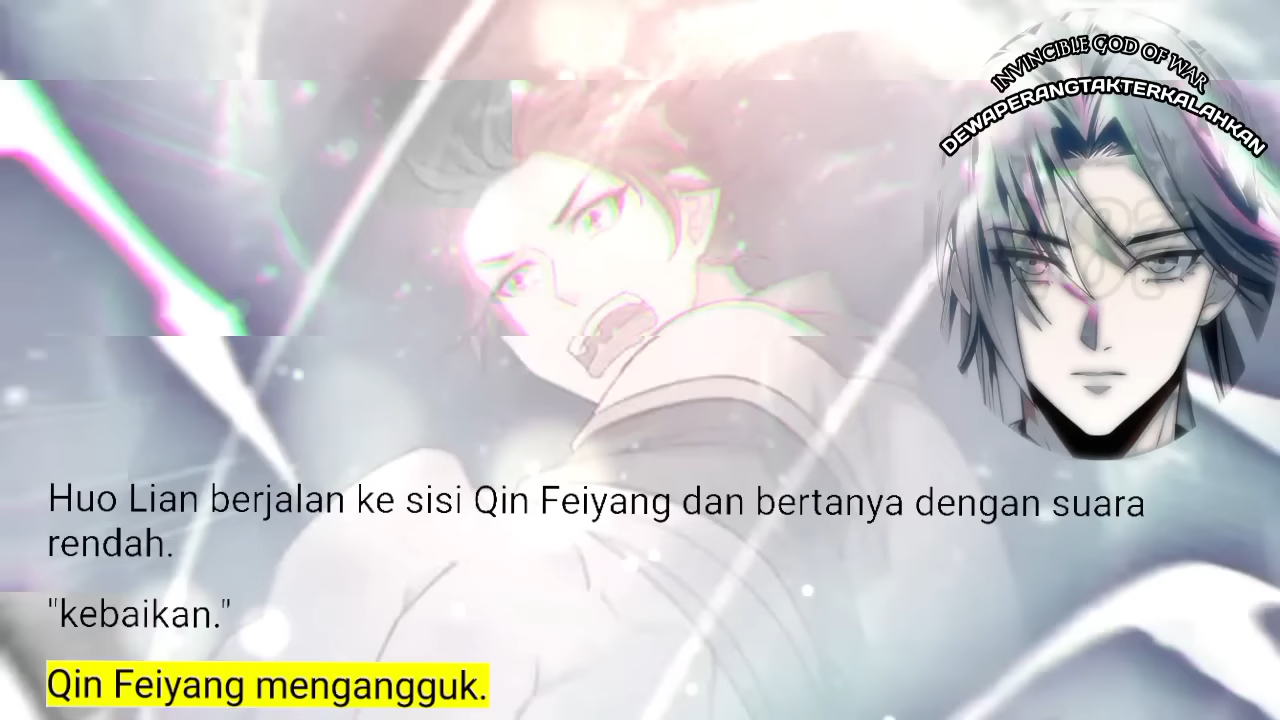 INVINCIBLE GOD OF WAR
DEWAPERANGTAKTERKALAHKAN
Huo Lian berjalan ke sisi Qin Feiyang dan bertanya dengan suara
rendah.
"kebaikan."
Qin Feiyang mengangguk.